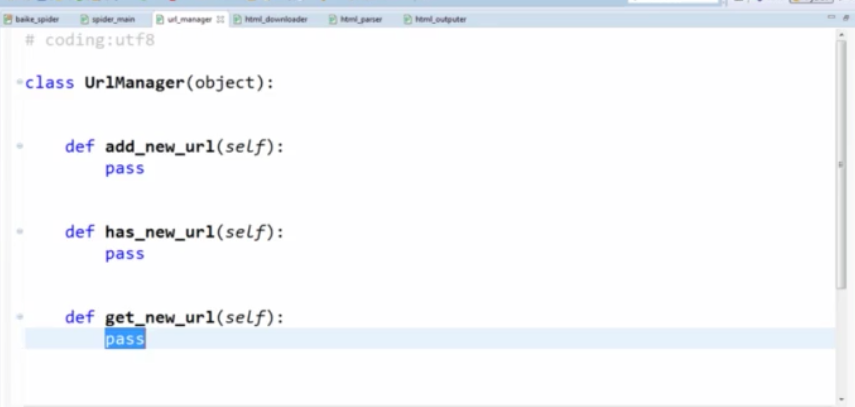 baike_spider spider_main url_manager html_downloader html_parser html_outputer
# coding:utf8
class UrlManager(object):
def add_new_url(self):
pass
def has_new_url(self):
pass
def get_new_url(self):
pass